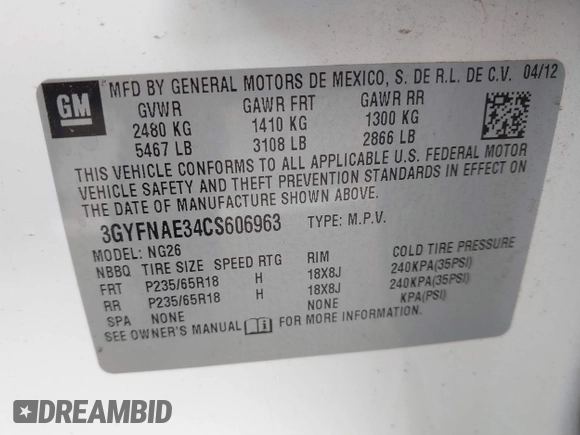 GM
MFD BY GENERAL MOTORS DE MEXICO, S. DE R.L. DE C.V. 04/12
GVWR GAWR FRT GAWR RR
2480 KG 1410 KG 1300 KG
5467 LB 3108 LB 2866 LB
THIS VEHICLE CONFORMS TO ALL APPLICABLE U.S. FEDERAL MOTOR
VEHICLE SAFETY AND THEFT PREVENTION STANDARDS IN EFFECT ON
THE DATE OF MANUFACTURE SHOWN ABOVE.
3GYFNAE34CS606963 TYPE: M.P.V.
MODEL: NG26
NBBQ TIRE SIZE SPEED RTG RIM COLD TIRE PRESSURE
FRT P235/65R18 H 18X8J 240KPA(35PSI)
RR P235/65R18 H 18X8J 240KPA(35PSI)
SPA NONE NONE KPA(PSI)
SEE OWNER'S MANUAL FOR MORE INFORMATION.
DREAMBID